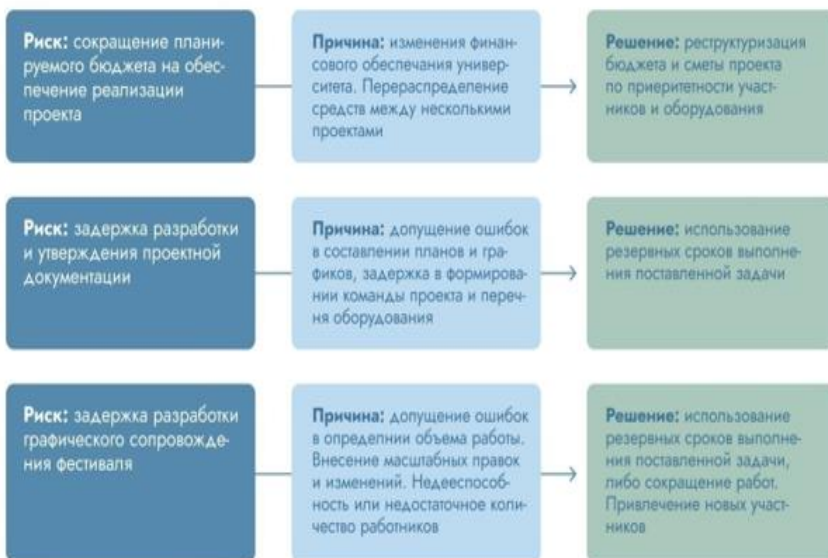 Риск: сокращение плани-
руемого бюджета на обес-
печение реализации
проекта
Причина: изменения финан-
сового обеспечания универ-
ситета. Перераспределение
средств между несколькими
проектами
Решение: реструктуризация
бюджета и сметы проекта
по приеритетности участ-
ников и оборудования
Риск: задержка разработки
и утверждения проектной
документации
Причина: допущение ошибок
в составлении планов и гра-
фиков, задержка в формирова-
нии команды проекта и переч-
ня оборудования
Решение: использование
резервных сроков выполне-
ния поставленной задачи
Риск: задержка разработки
графического сопровожде-
ния фестиваля
Причина: допущение ошибок
в определнии объема работы.
Внесение масштабных правок
и изменений. Недееспособ-
ность или недостаточное коли-
чество работников
Решение: использование
резервных сроков выполне-
ния поставленной задачи,
либо сокращение работ.
Привлечение новых участ-
ников